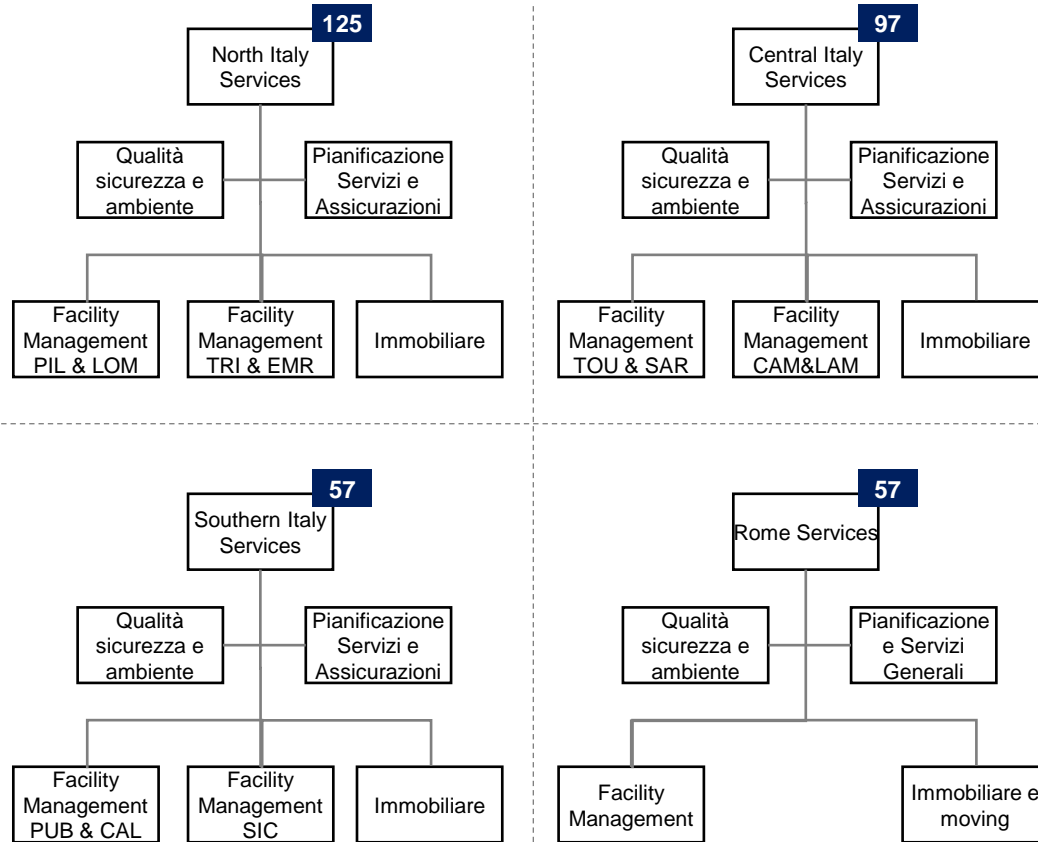 125
North Italy
Services
Qualità
sicurezza e
ambiente
Pianificazione
Servizi e
Assicurazioni
Facility
Management
PIL & LOM
Facility
Management
TRI & EMR
Immobiliare
97
Central Italy
Services
Qualità
sicurezza e
ambiente
Pianificazione
Servizi e
Assicurazioni
Facility
Management
TOU & SAR
Facility
Management
CAM&LAM
Immobiliare
57
Southern Italy
Services
Qualità
sicurezza e
ambiente
Pianificazione
Servizi e
Assicurazioni
Facility
Management
PUB & CAL
Facility
Management
SIC
Immobiliare
57
Rome Services
Qualità
sicurezza e
ambiente
Pianificazione
e Servizi
Generali
Facility
Management
Immobiliare e
moving